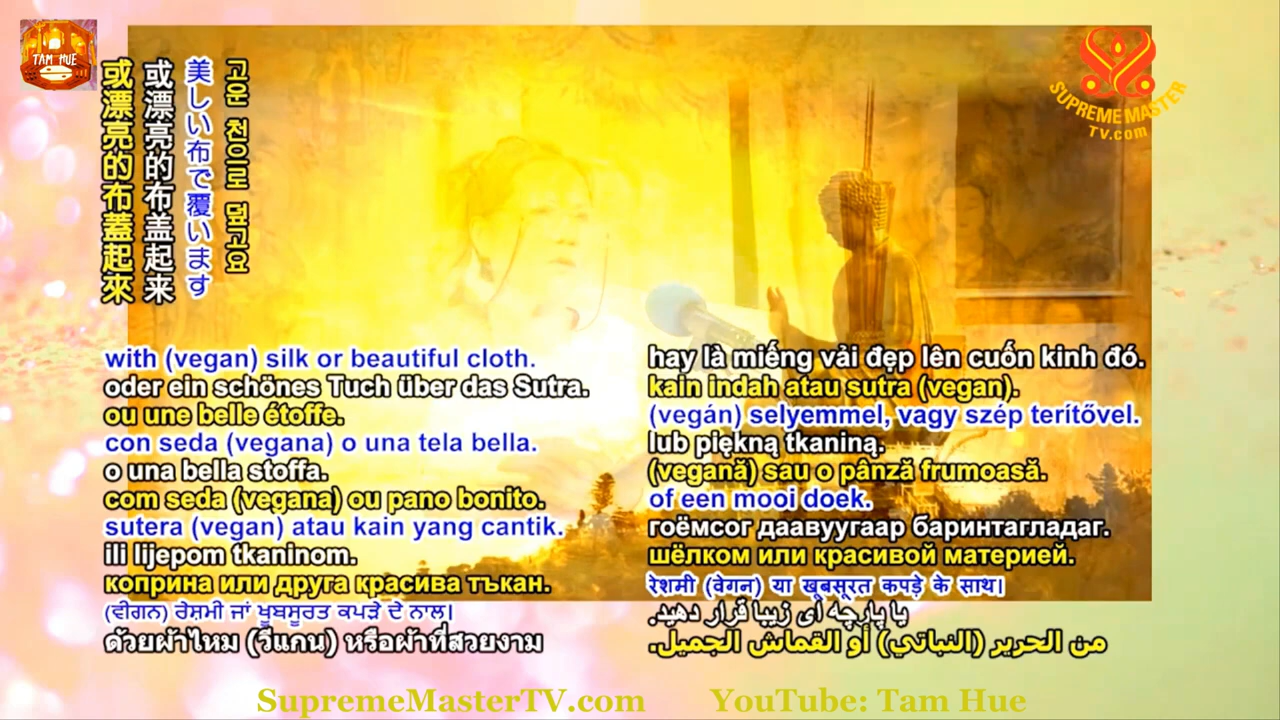 TAM HUE
SUPREME MASTER
TV.com
고운 천으로 덮고요
美しい布で覆います
或漂亮的布盖起来
或漂亮的布蓋起來
with (vegan) silk or beautiful cloth.
oder ein schönes Tuch über das Sutra.
ou une belle étoffe.
con seda (vegana) o una tela bella.
o una bella stoffa.
com seda (vegana) ou pano bonito.
sutera (vegan) atau kain yang cantik.
ili lijepom tkaninom.
коприна или друга красива тъкан.
(ਵੀਗਨ) ਰੇਸ਼ਮੀ ਜਾਂ ਖੂਬਸੂਰਤ ਕਪੜੇ ਦੇ ਨਾਲ।
ด้วยผ้าไหม (วีแกน) หรือผ้าที่สวยงาม
hay là miếng vải đẹp lên cuốn kinh đó.
kain indah atau sutra (vegan).
(vegán) selyemmel, vagy szép terítővel.
lub piękną tkaniną.
(vegană) sau o pânză frumoasă.
of een mooi doek.
гоёмсог даавуугаар баринтагладаг.
шёлком или красивой материей.
रेशमी (वेगन) या खूबसूरत कपड़े के साथ।
یا پارچه ای زیبا قرار دهید.
من الحرير (النباتي) أو القماش الجميل.
SupremeMasterTV.com
YouTube: Tam Hue